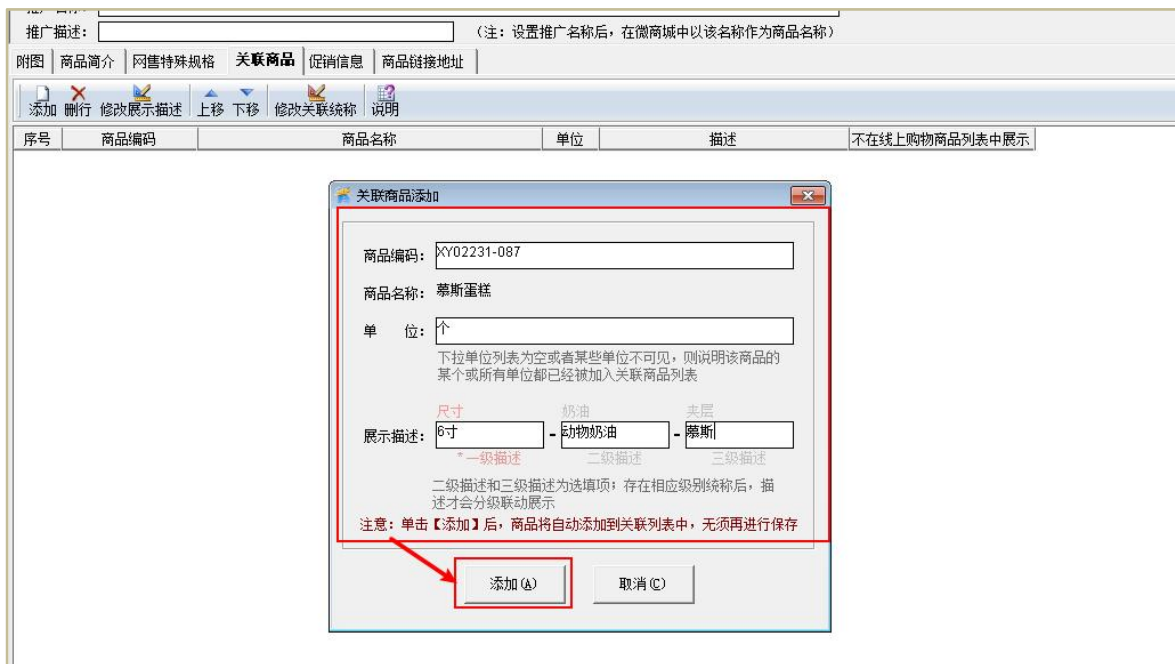 推广描述：
（注：设置推广名称后，在微商城中以该名称作为商品名称）
附图 商品简介 网售特殊规格 关联商品 促销信息 商品链接地址
添加 删行 修改展示描述 上移 下移 修改关联统称 说明
序号 商品编码 商品名称 单位 描述 不在线上购物商品列表中展示
关联商品添加
商品编码： XY02231-087
商品名称： 慕斯蛋糕
单 位： 个
下拉单位列表为空或者某些单位不可见，则说明该商品的
某个或所有单位都已经被加入关联商品列表
尺寸 奶油 夹层
展示描述： 6寸 - 动物奶油 - 慕斯
*一级描述 二级描述 三级描述
二级描述和三级描述为选填项；存在相应级别统称后，描
述才会分级联动展示
注意：单击【添加】后，商品将自动添加到关联列表中，无须再进行保存
添加(A) 取消(C)